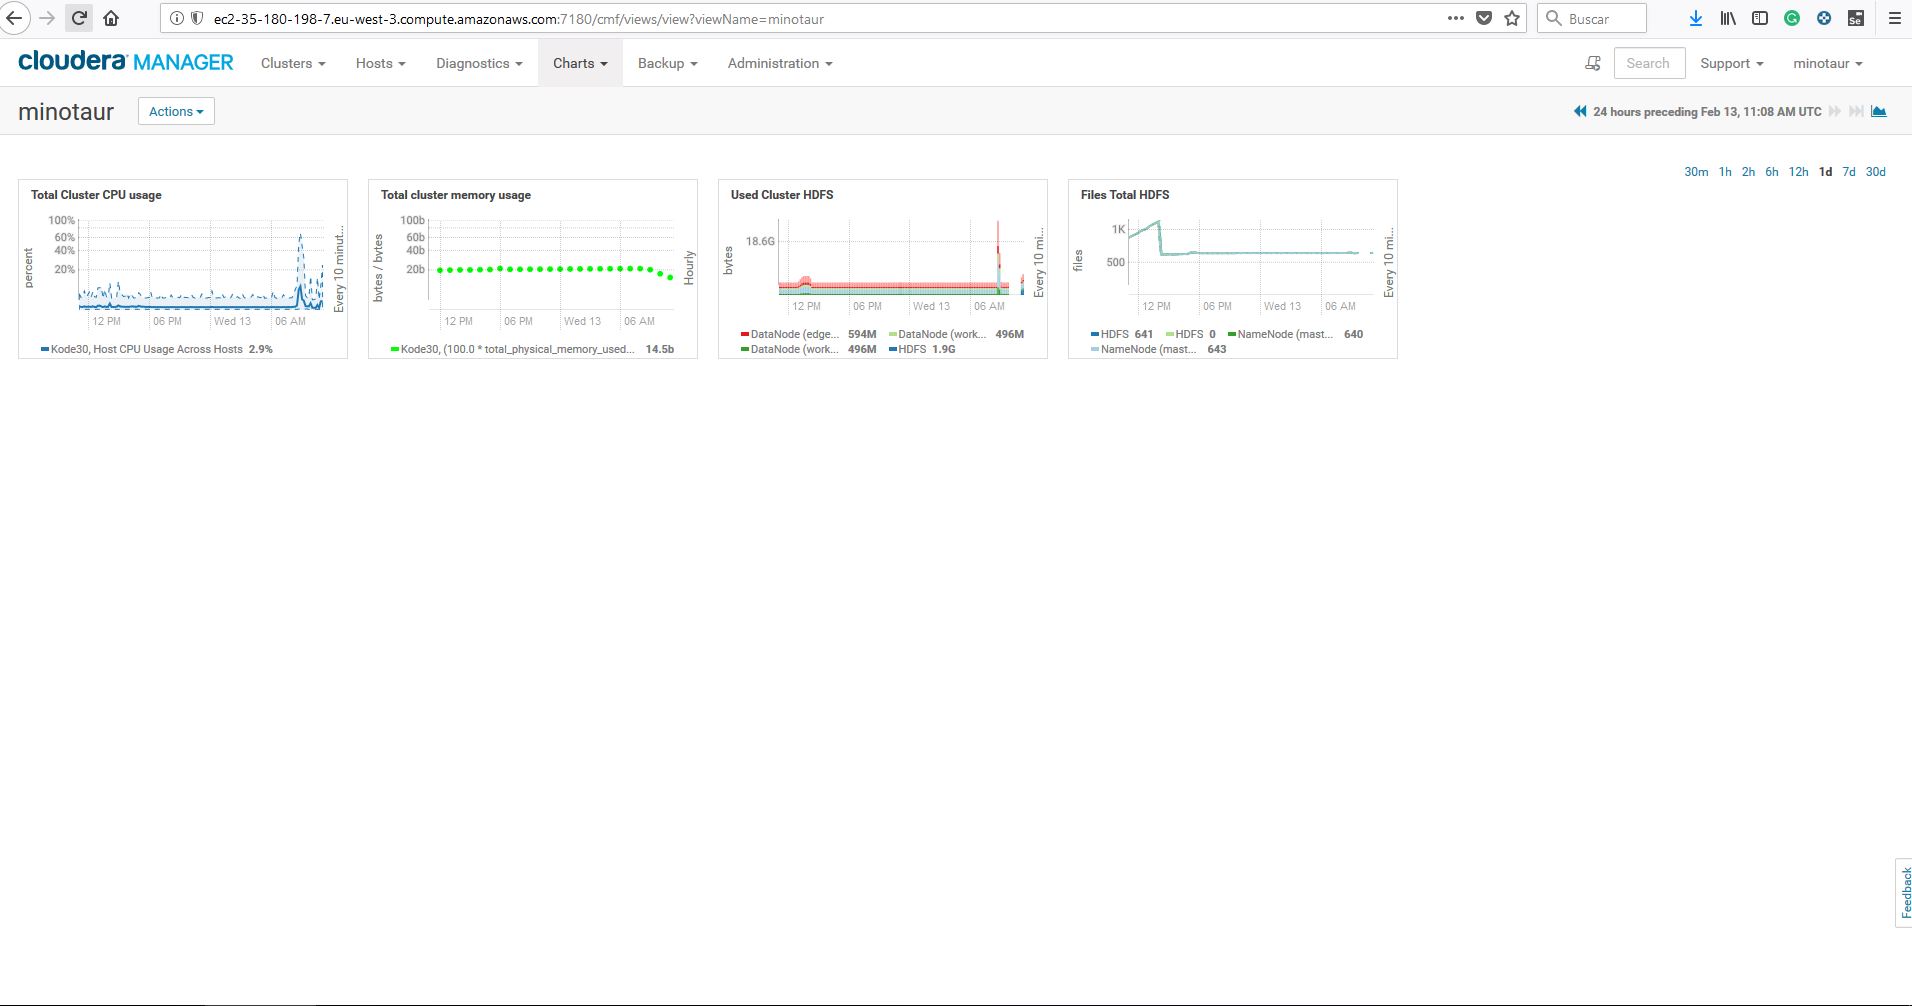 ec2-35-180-198-7.eu-west-3.compute.amazonaws.com:7180/cmf/views/view?viewName=minotaur
Buscar
cloudera MANAGER Clusters Hosts Diagnostics Charts Backup Administration Search Support minotaur
minotaur Actions 24 hours preceding Feb 13, 11:08 AM UTC
30m 1h 2h 6h 12h 1d 7d 30d
Total Cluster CPU usage
percent
100%
60%
40%
20%
12 PM 06 PM Wed 13 06 AM
Every 10 minut...
Kode30, Host CPU Usage Across Hosts 2.9%
Total cluster memory usage
bytes / bytes
100b
60b
40b
20b
12 PM 06 PM Wed 13 06 AM
Hourly
Kode30, (100.0 * total_physical_memory_used... 14.5b
Used Cluster HDFS
bytes
18.6G
12 PM 06 PM Wed 13 06 AM
Every 10 mi...
DataNode (edge... 594M DataNode (work... 496M
DataNode (work... 496M HDFS 1.9G
Files Total HDFS
files
1K
500
12 PM 06 PM Wed 13 06 AM
Every 10 mi...
HDFS 641 HDFS 0 NameNode (mast... 640
NameNode (mast... 643
Feedback
Se